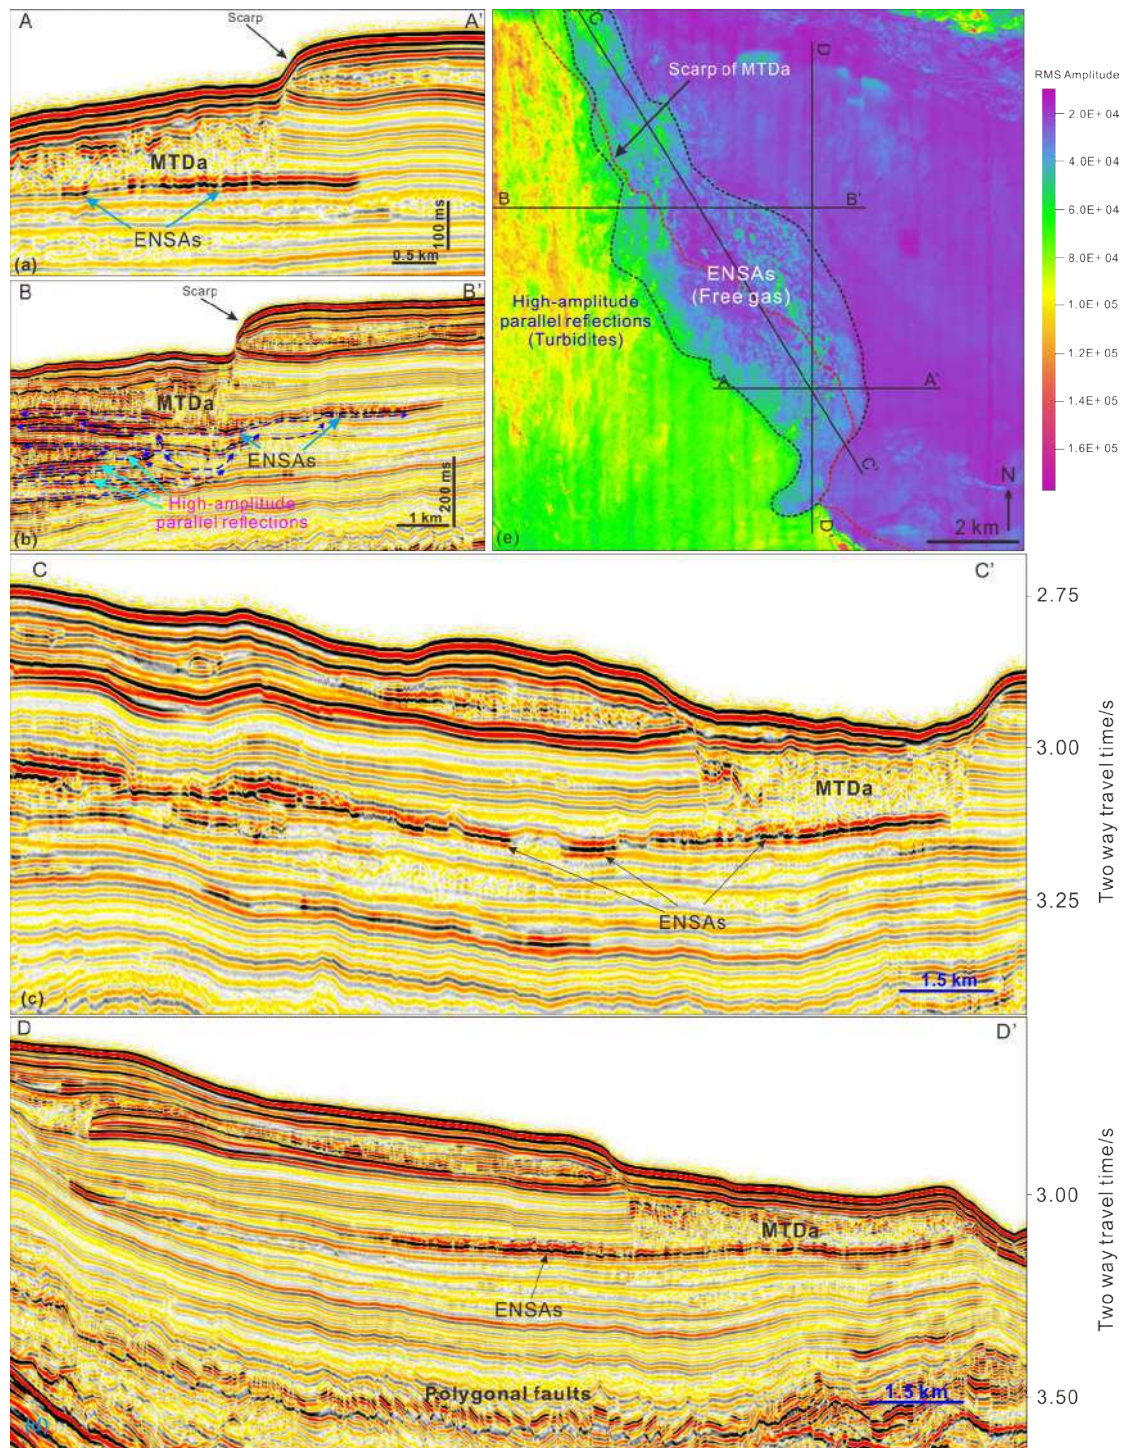 A
A'
Scarp
MTDa
ENSAs
100 ms
0.5 km
(a)
B
B'
Scarp
MTDa
ENSAs
High-amplitude
parallel reflections
200 ms
1 km
(b)
C
D
Scarp of MTDa
B
B'
ENSAs
(Free gas)
High-amplitude
parallel reflections
(Turbidites)
A
A'
C'
D'
N
2 km
(e)
RMS Amplitude
2.0E+ 04
4.0E+ 04
6.0E+ 04
8.0E+ 04
1.0E+ 05
1.2E+ 05
1.4E+ 05
1.6E+ 05
C
C'
2.75
3.00
3.25
Two way travel time/s
MTDa
ENSAs
1.5 km
(c)
D
D'
3.00
3.50
Two way travel time/s
MTDa
ENSAs
Polygonal faults
1.5 km
(d)